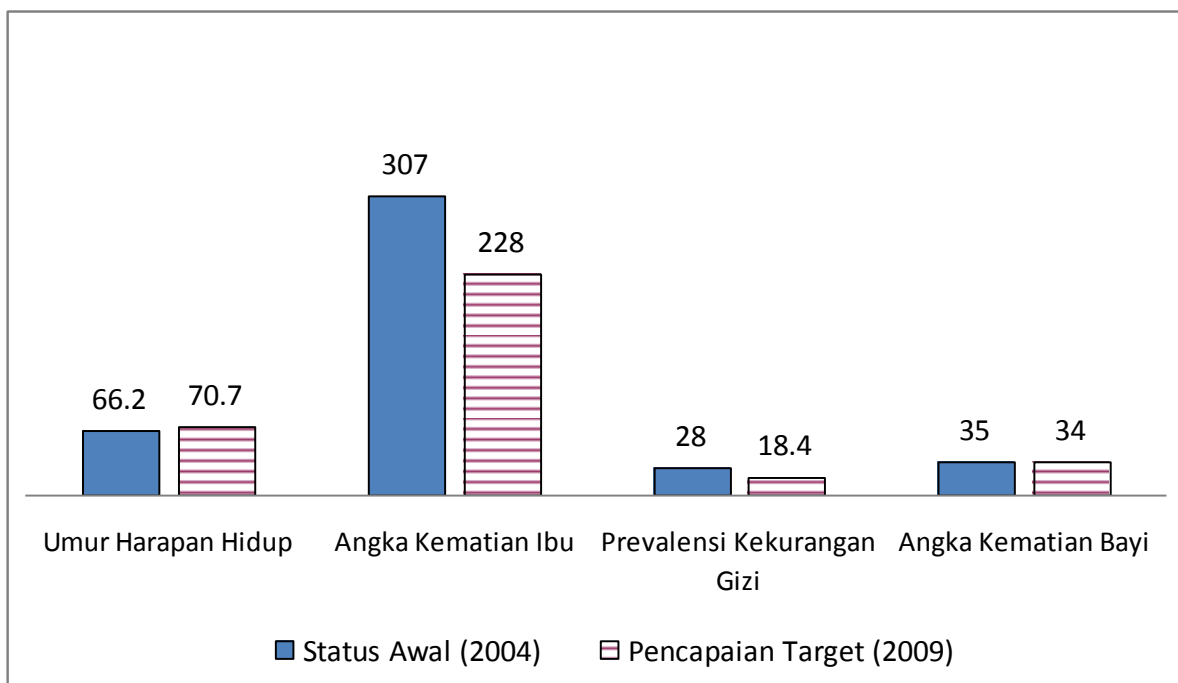 307
228
66.2 70.7
28 18.4 35 34
Umur Harapan Hidup Angka Kematian Ibu Prevalensi Kekurangan Angka Kematian Bayi
Gizi
Status Awal (2004) Pencapaian Target (2009)